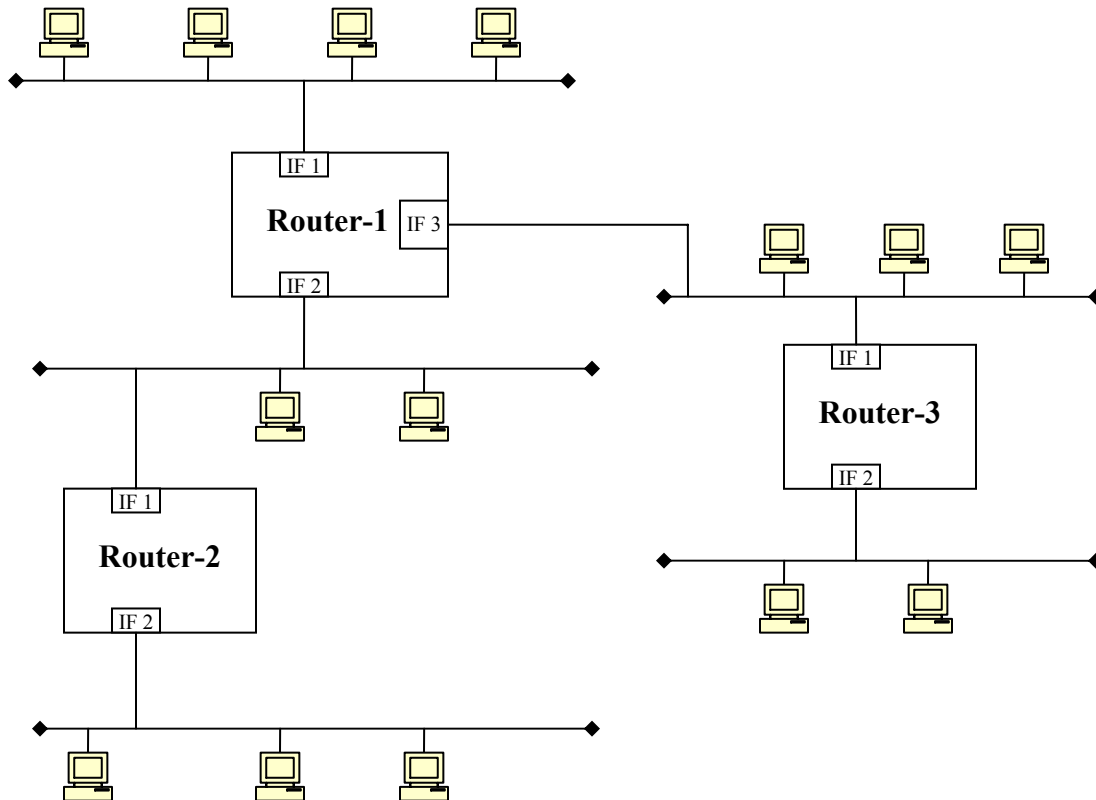 IF 1
Router-1
IF 3
IF 2
IF 1
Router-3
IF 2
IF 1
Router-2
IF 2